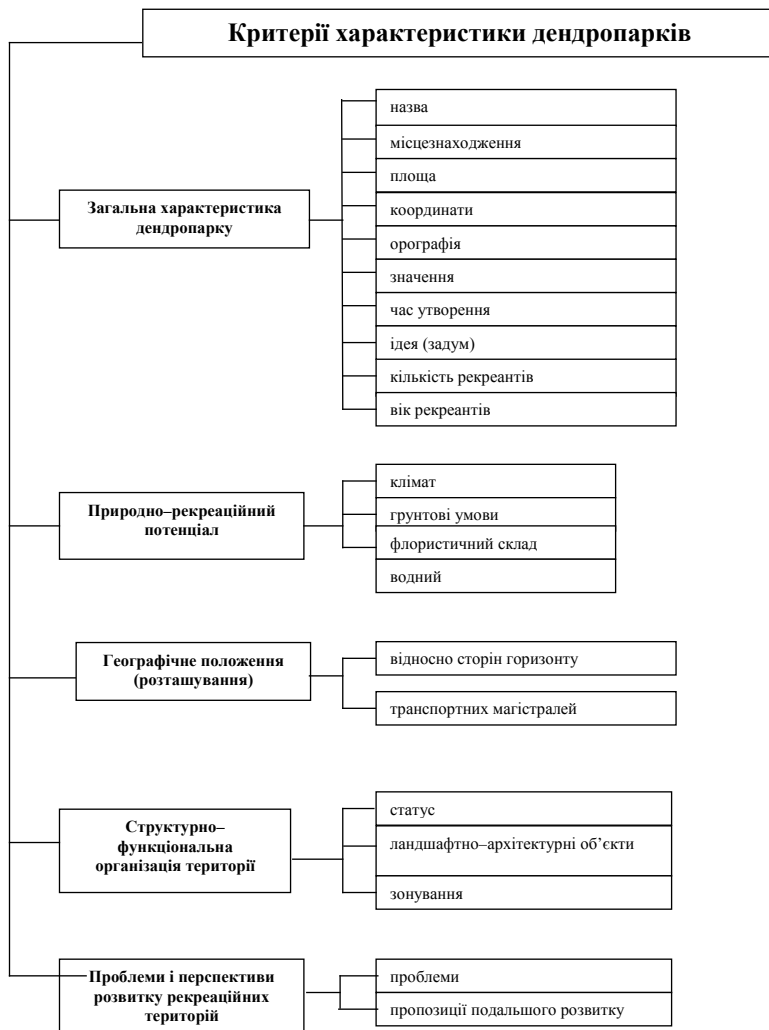 Критерії характеристики дендропарків
Загальна характеристика
дендропарку
назва
місцезнаходження
площа
координати
орографія
значення
час утворення
ідея (задум)
кількість рекреантів
вік рекреантів
Природно–рекреаційний
потенціал
клімат
грунтові умови
флористичний склад
водний
Географічне положення
(розташування)
відносно сторін горизонту
транспортних магістралей
Структурно–
функціональна
організація території
статус
ландшафтно–архітектурні об’єкти
зонування
Проблеми і перспективи
розвитку рекреаційних
територій
проблеми
пропозиції подальшого розвитку